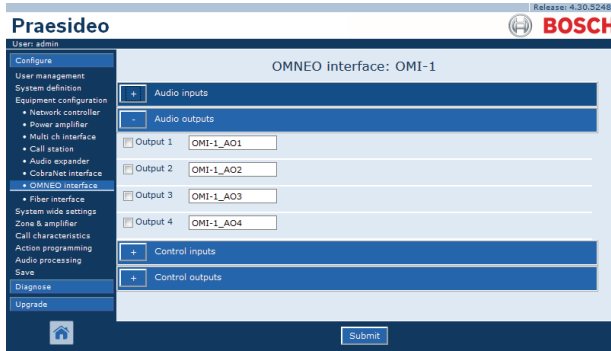 Release: 4.30.5248
Praesideo
BOSCH
User: admin
Configure
User management
System definition
Equipment configuration
• Network controller
• Power amplifier
• Multi ch interface
• Call station
• Audio expander
• CobraNet interface
• OMNEO interface
• Fiber interface
System wide settings
Zone & amplifier
Call characteristics
Action programming
Audio processing
Save
Diagnose
Upgrade
OMNEO interface: OMI-1
+ Audio inputs
- Audio outputs
Output 1 OMI-1_AO1
Output 2 OMI-1_AO2
Output 3 OMI-1_AO3
Output 4 OMI-1_AO4
+ Control inputs
+ Control outputs
Submit